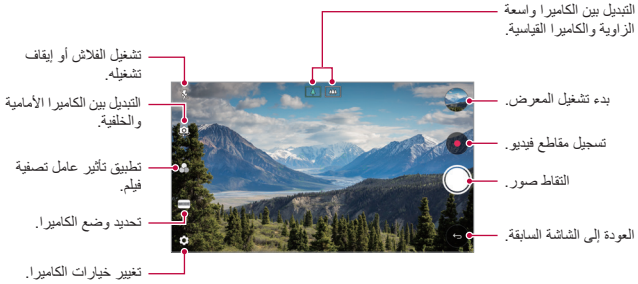 التبديل بين الكاميرا واسعة
الزاوية والكاميرا القياسية.
تشغيل الفلاش أو إيقاف
تشغيله.
التبديل بين الكاميرا الأمامية
والخلفية.
تطبيق تأثير عامل تصفية
فيلم.
تحديد وضع الكاميرا.
تغيير خيارات الكاميرا.
بدء تشغيل المعرض.
تسجيل مقاطع فيديو.
التقاط صور.
العودة إلى الشاشة السابقة.